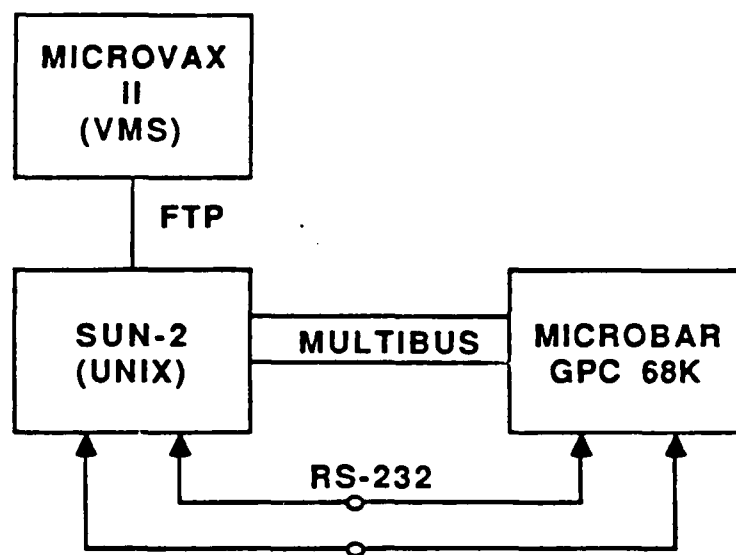 MICROVAX
II
(VMS)
FTP
SUN-2
(UNIX)
MULTIBUS
MICROBAR
GPC 68K
RS-232